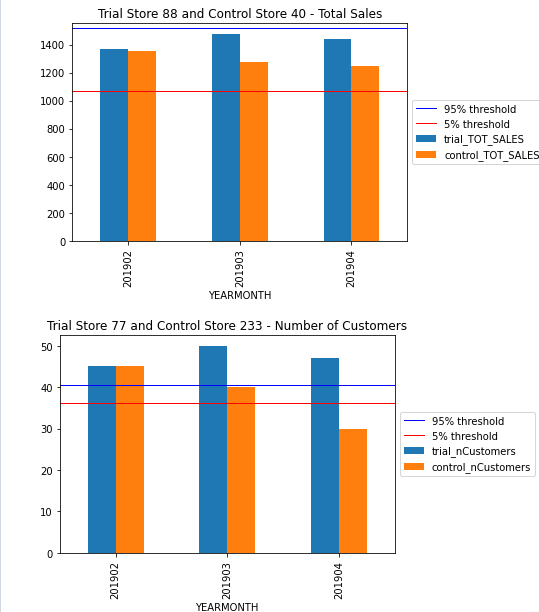 Trial Store 88 and Control Store 40 - Total Sales
1400
1200
1000
800
600
400
200
0
95% threshold
5% threshold
trial_TOT_SALES
control_TOT_SALES
201902
201903
201904
YEARMONTH
Trial Store 77 and Control Store 233 - Number of Customers
50
40
30
20
10
0
95% threshold
5% threshold
trial_nCustomers
control_nCustomers
201902
201903
201904
YEARMONTH